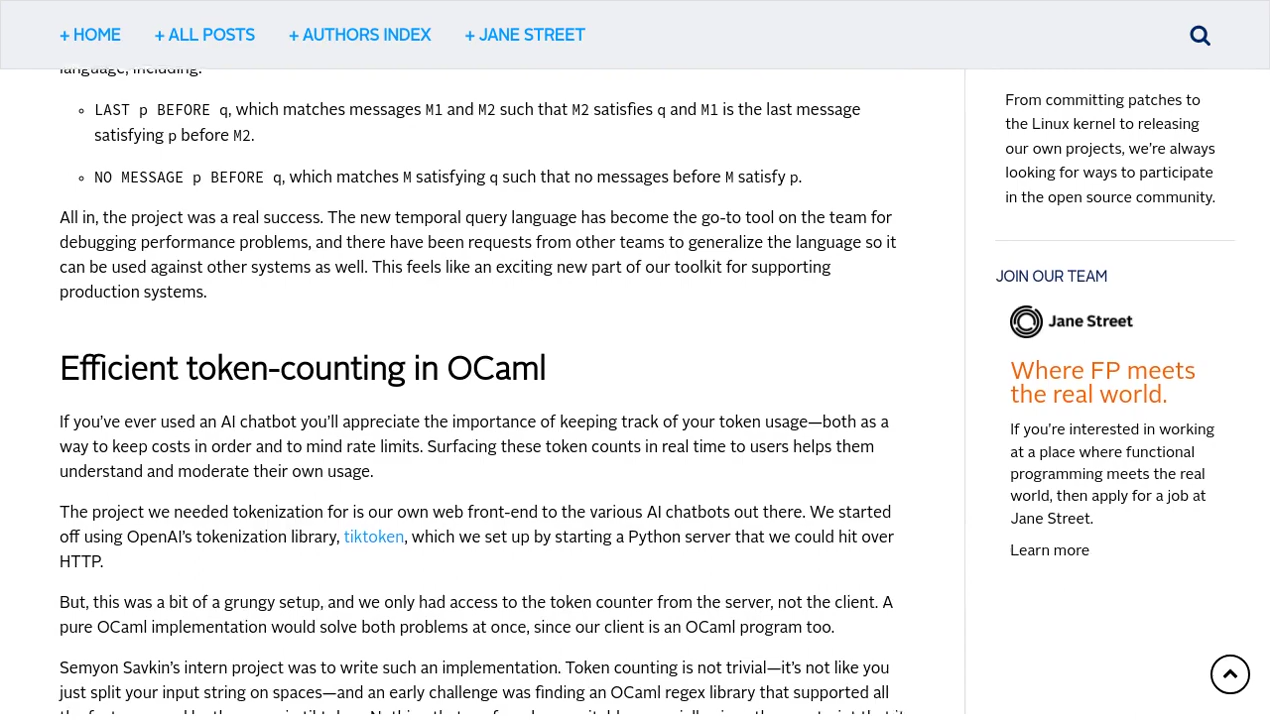 + HOME + ALL POSTS + AUTHORS INDEX + JANE STREET
language, including:
LAST p BEFORE q, which matches messages M1 and M2 such that M2 satisfies q and M1 is the last message
satisfying p before M2.
NO MESSAGE p BEFORE q, which matches M satisfying q such that no messages before M satisfy p.
All in, the project was a real success. The new temporal query language has become the go-to tool on the team for
debugging performance problems, and there have been requests from other teams to generalize the language so it
can be used against other systems as well. This feels like an exciting new part of our toolkit for supporting
production systems.
Efficient token-counting in OCaml
If you’ve ever used an AI chatbot you’ll appreciate the importance of keeping track of your token usage—both as a
way to keep costs in order and to mind rate limits. Surfacing these token counts in real time to users helps them
understand and moderate their own usage.
The project we needed tokenization for is our own web front-end to the various AI chatbots out there. We started
off using OpenAI’s tokenization library, tiktoken, which we set up by starting a Python server that we could hit over
HTTP.
But, this was a bit of a grungy setup, and we only had access to the token counter from the server, not the client. A
pure OCaml implementation would solve both problems at once, since our client is an OCaml program too.
Semyon Savkin’s intern project was to write such an implementation. Token counting is not trivial—it’s not like you
just split your input string on spaces—and an early challenge was finding an OCaml regex library that supported all
From committing patches to
the Linux kernel to releasing
our own projects, we’re always
looking for ways to participate
in the open source community.
JOIN OUR TEAM
Jane Street
Where FP meets
the real world.
If you’re interested in working
at a place where functional
programming meets the real
world, then apply for a job at
Jane Street.
Learn more